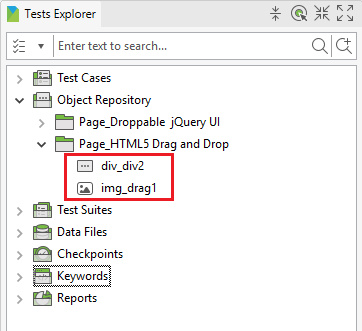 Tests Explorer
Enter text to search...
Test Cases
Object Repository
Page_Droppable jQuery UI
Page_HTML5 Drag and Drop
div_div2
img_drag1
Test Suites
Data Files
Checkpoints
Keywords
Reports